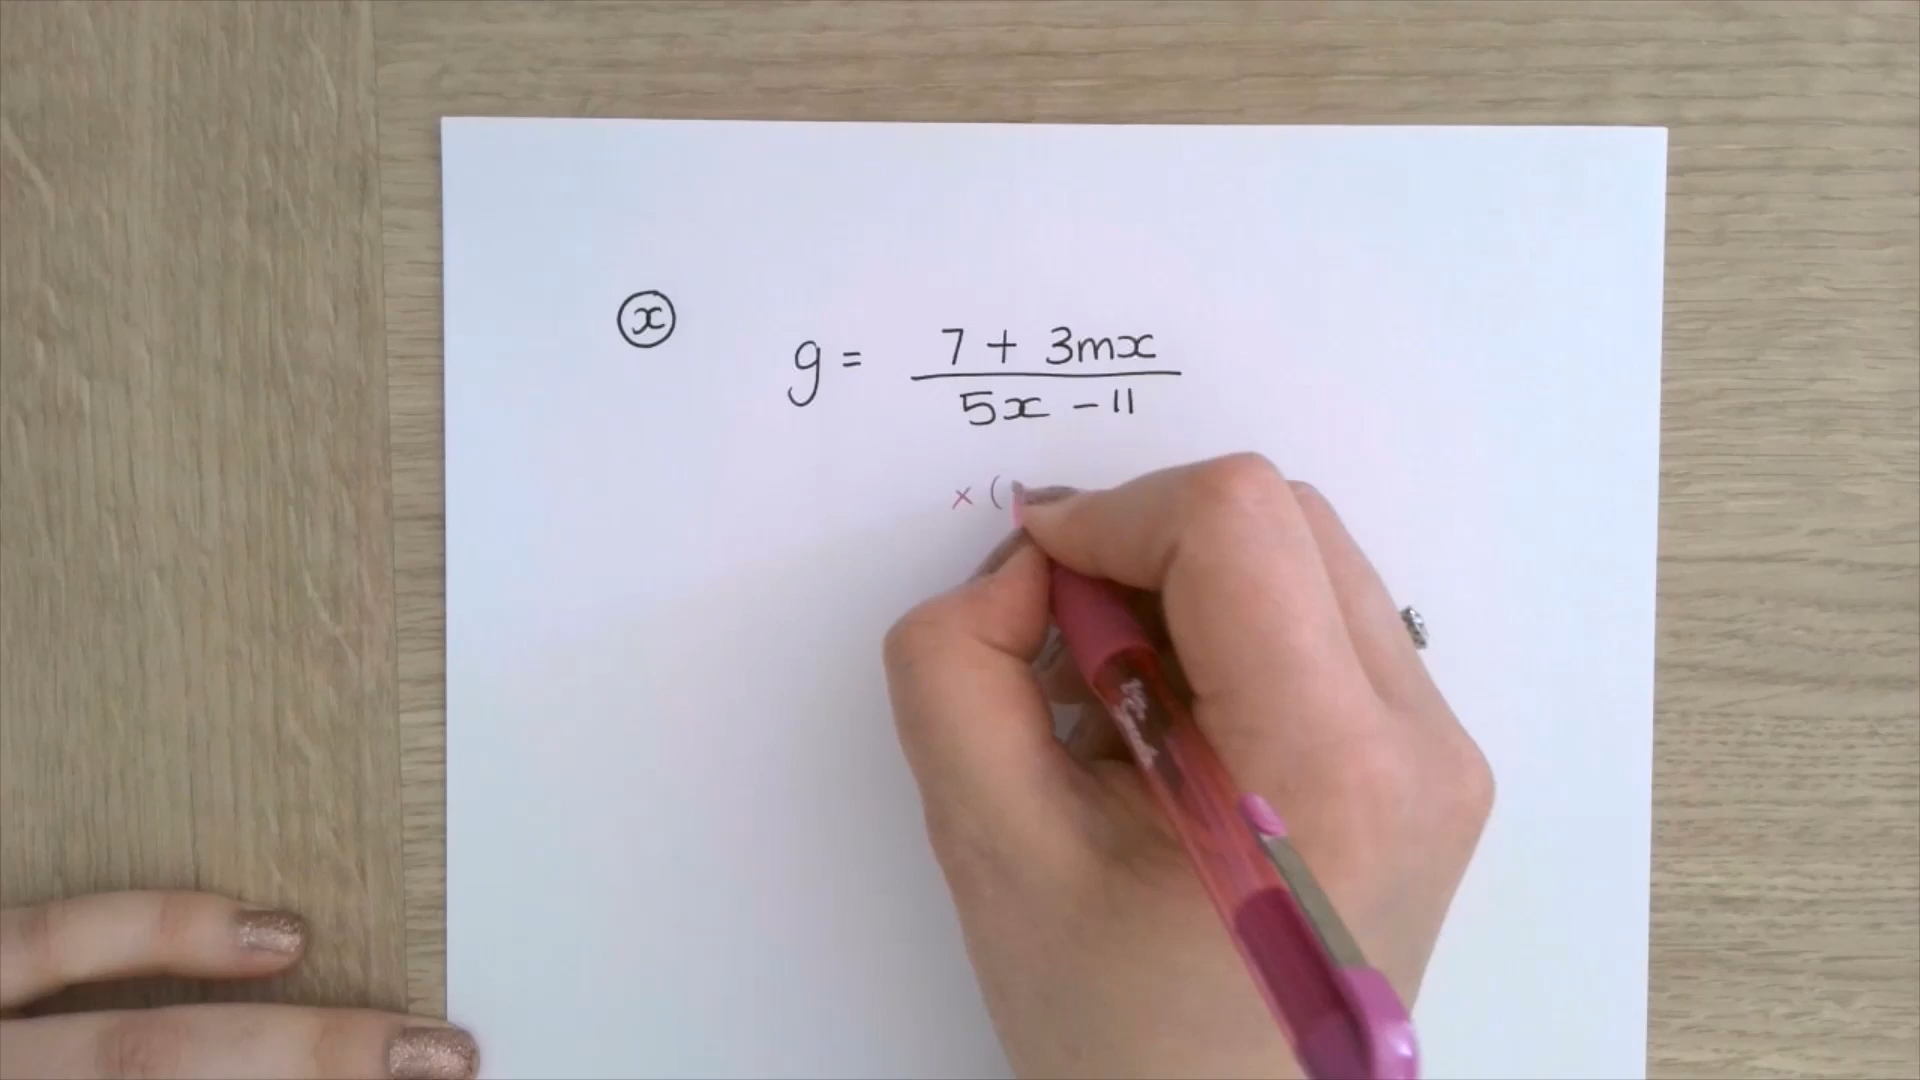 x
g = 7 + 3mx
5x - 11
× (